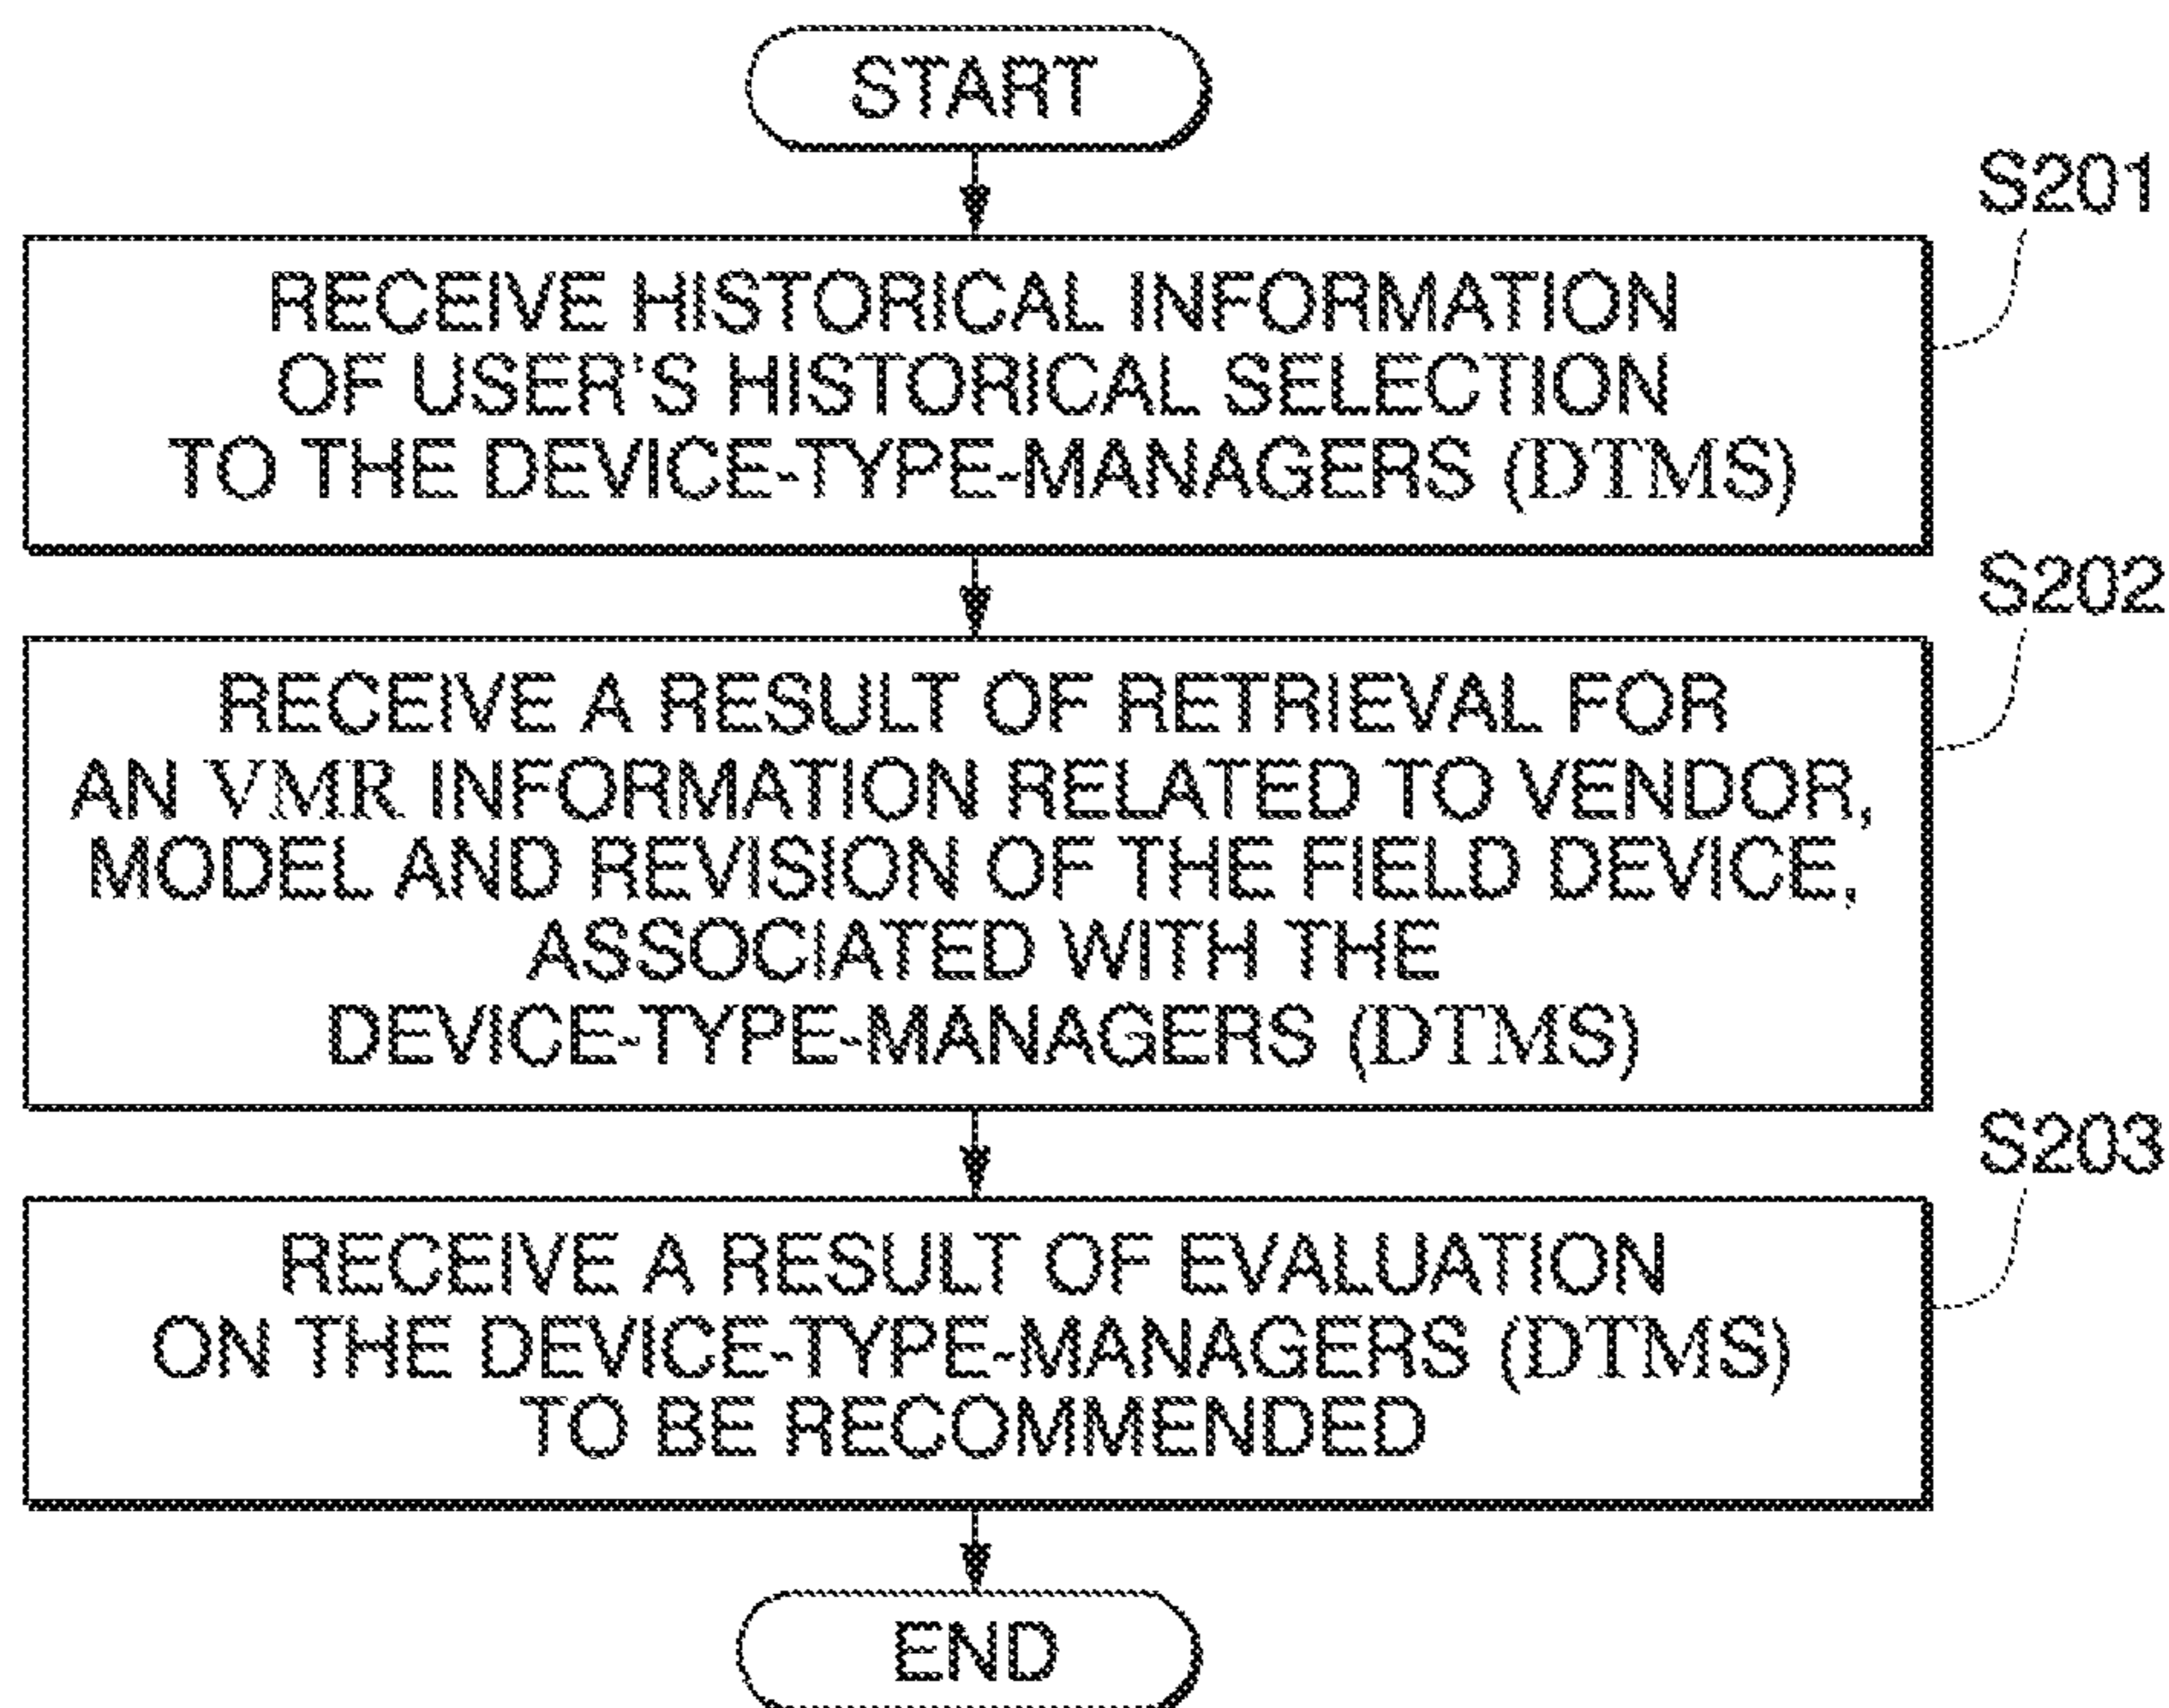 START
S201
RECEIVE HISTORICAL INFORMATION
OF USER'S HISTORICAL SELECTION
TO THE DEVICE-TYPE-MANAGERS (DTMS)
S202
RECEIVE A RESULT OF RETRIEVAL FOR
AN VMR INFORMATION RELATED TO VENDOR,
MODEL AND REVISION OF THE FIELD DEVICE,
ASSOCIATED WITH THE
DEVICE-TYPE-MANAGERS (DTMS)
S203
RECEIVE A RESULT OF EVALUATION
ON THE DEVICE-TYPE-MANAGERS (DTMS)
TO BE RECOMMENDED
END